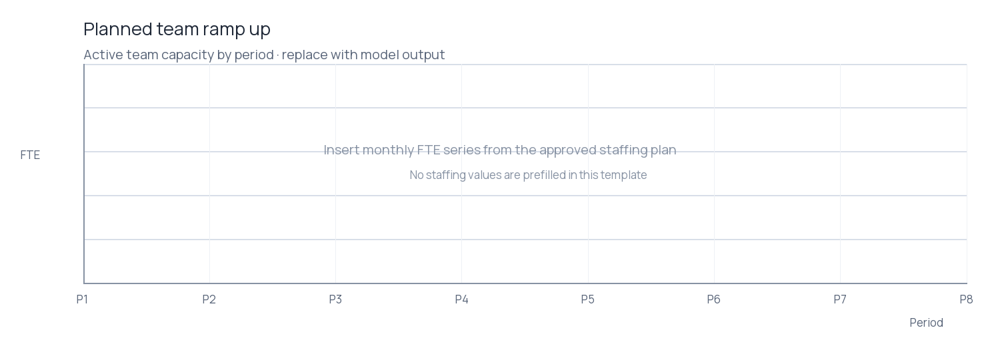 Planned team ramp up
Active team capacity by period · replace with model output
Insert monthly FTE series from the approved staffing plan
FTE
No staffing values are prefilled in this template
P1 P2 P3 P4 P5 P6 P7 P8
Period